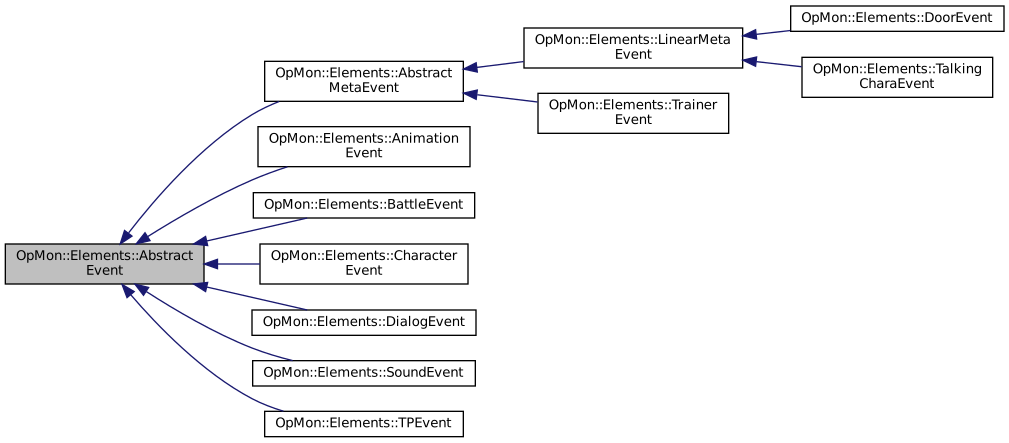 OpMon::Elements::DoorEvent
OpMon::Elements::LinearMeta
Event
OpMon::Elements::Talking
CharaEvent
OpMon::Elements::Abstract
MetaEvent
OpMon::Elements::Trainer
Event
OpMon::Elements::Animation
Event
OpMon::Elements::BattleEvent
OpMon::Elements::Abstract
Event
OpMon::Elements::Character
Event
OpMon::Elements::DialogEvent
OpMon::Elements::SoundEvent
OpMon::Elements::TPEvent